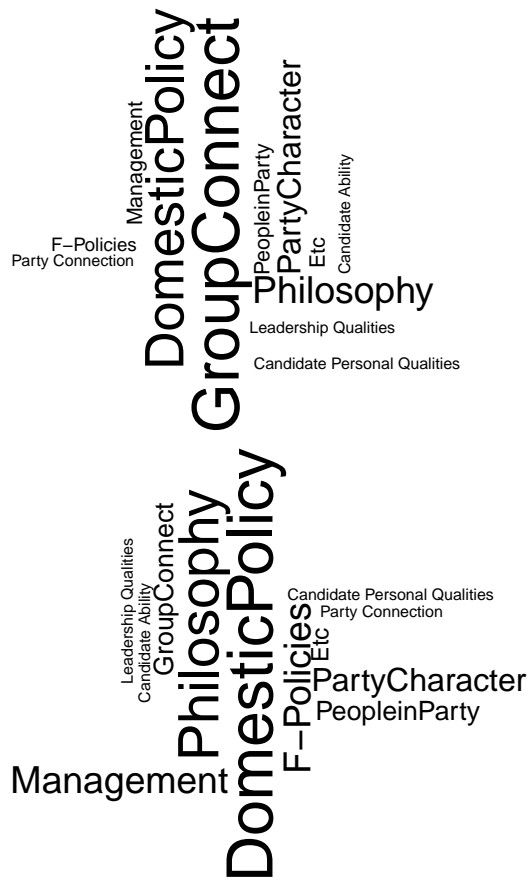 DomesticPolicy
GroupConnect
Management
PartyCharacter
PeopleinParty
Etc
Candidate Ability
F−Policies
Party Connection
Philosophy
Leadership Qualities
Candidate Personal Qualities
DomesticPolicy
Philosophy
GroupConnect
Leadership Qualities
Candidate Ability
Candidate Personal Qualities
Party Connection
F−Policies
Etc
PartyCharacter
PeopleinParty
Management